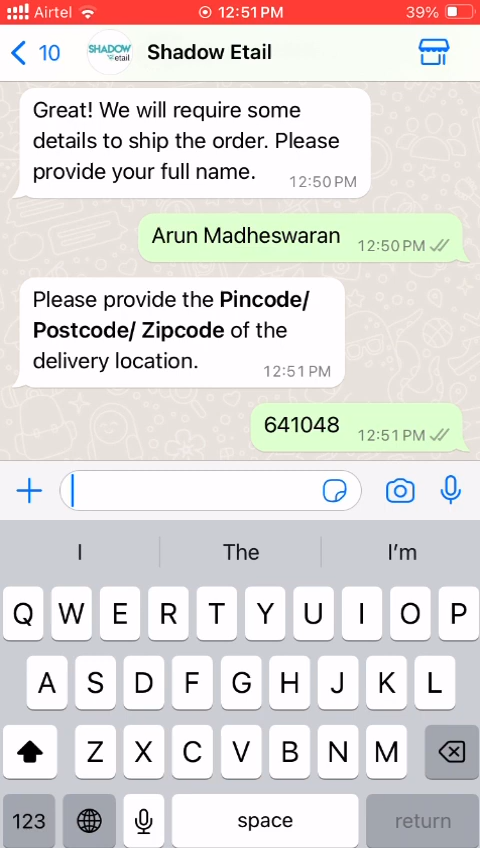 Airtel 12:51 PM 39%
10 SHADOW etail Shadow Etail
Great! We will require some
details to ship the order. Please
provide your full name. 12:50 PM
Arun Madheswaran 12:50 PM
Please provide the Pincode/
Postcode/ Zipcode of the
delivery location. 12:51 PM
641048 12:51 PM
I The I'm
Q W E R T Y U I O P
A S D F G H J K L
Z X C V B N M
123 space return